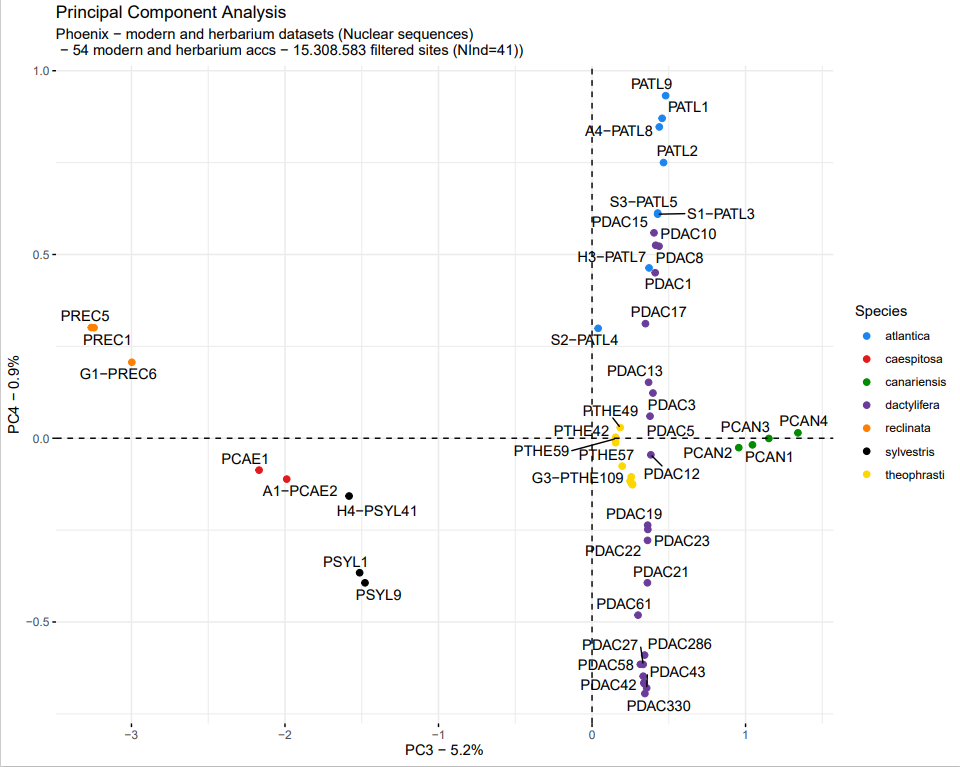 Principal Component Analysis
Phoenix − modern and herbarium datasets (Nuclear sequences)
− 54 modern and herbarium accs − 15.308.583 filtered sites (NInd=41))
1.0
0.5
0.0
−0.5
PC4 − 0.9%
PATL9
PATL1
A4−PATL8
PATL2
S3−PATL5
S1−PATL3
PDAC15
PDAC10
H3−PATL7
PDAC8
PDAC1
PDAC17
S2−PATL4
PREC5
PREC1
G1−PREC6
PDAC13
PDAC3
PTHE49
PTHE42
PDAC5
PTHE59
PTHE57
PDAC12
G3−PTHE109
PCAN4
PCAN3
PCAN2
PCAN1
PCAE1
A1−PCAE2
H4−PSYL41
PSYL1
PSYL9
PDAC19
PDAC23
PDAC22
PDAC21
PDAC61
PDAC27
PDAC286
PDAC58
PDAC43
PDAC42
PDAC330
−3
−2
−1
0
1
PC3 − 5.2%
Species
atlantica
caespitosa
canariensis
dactylifera
reclinata
sylvestris
theophrasti